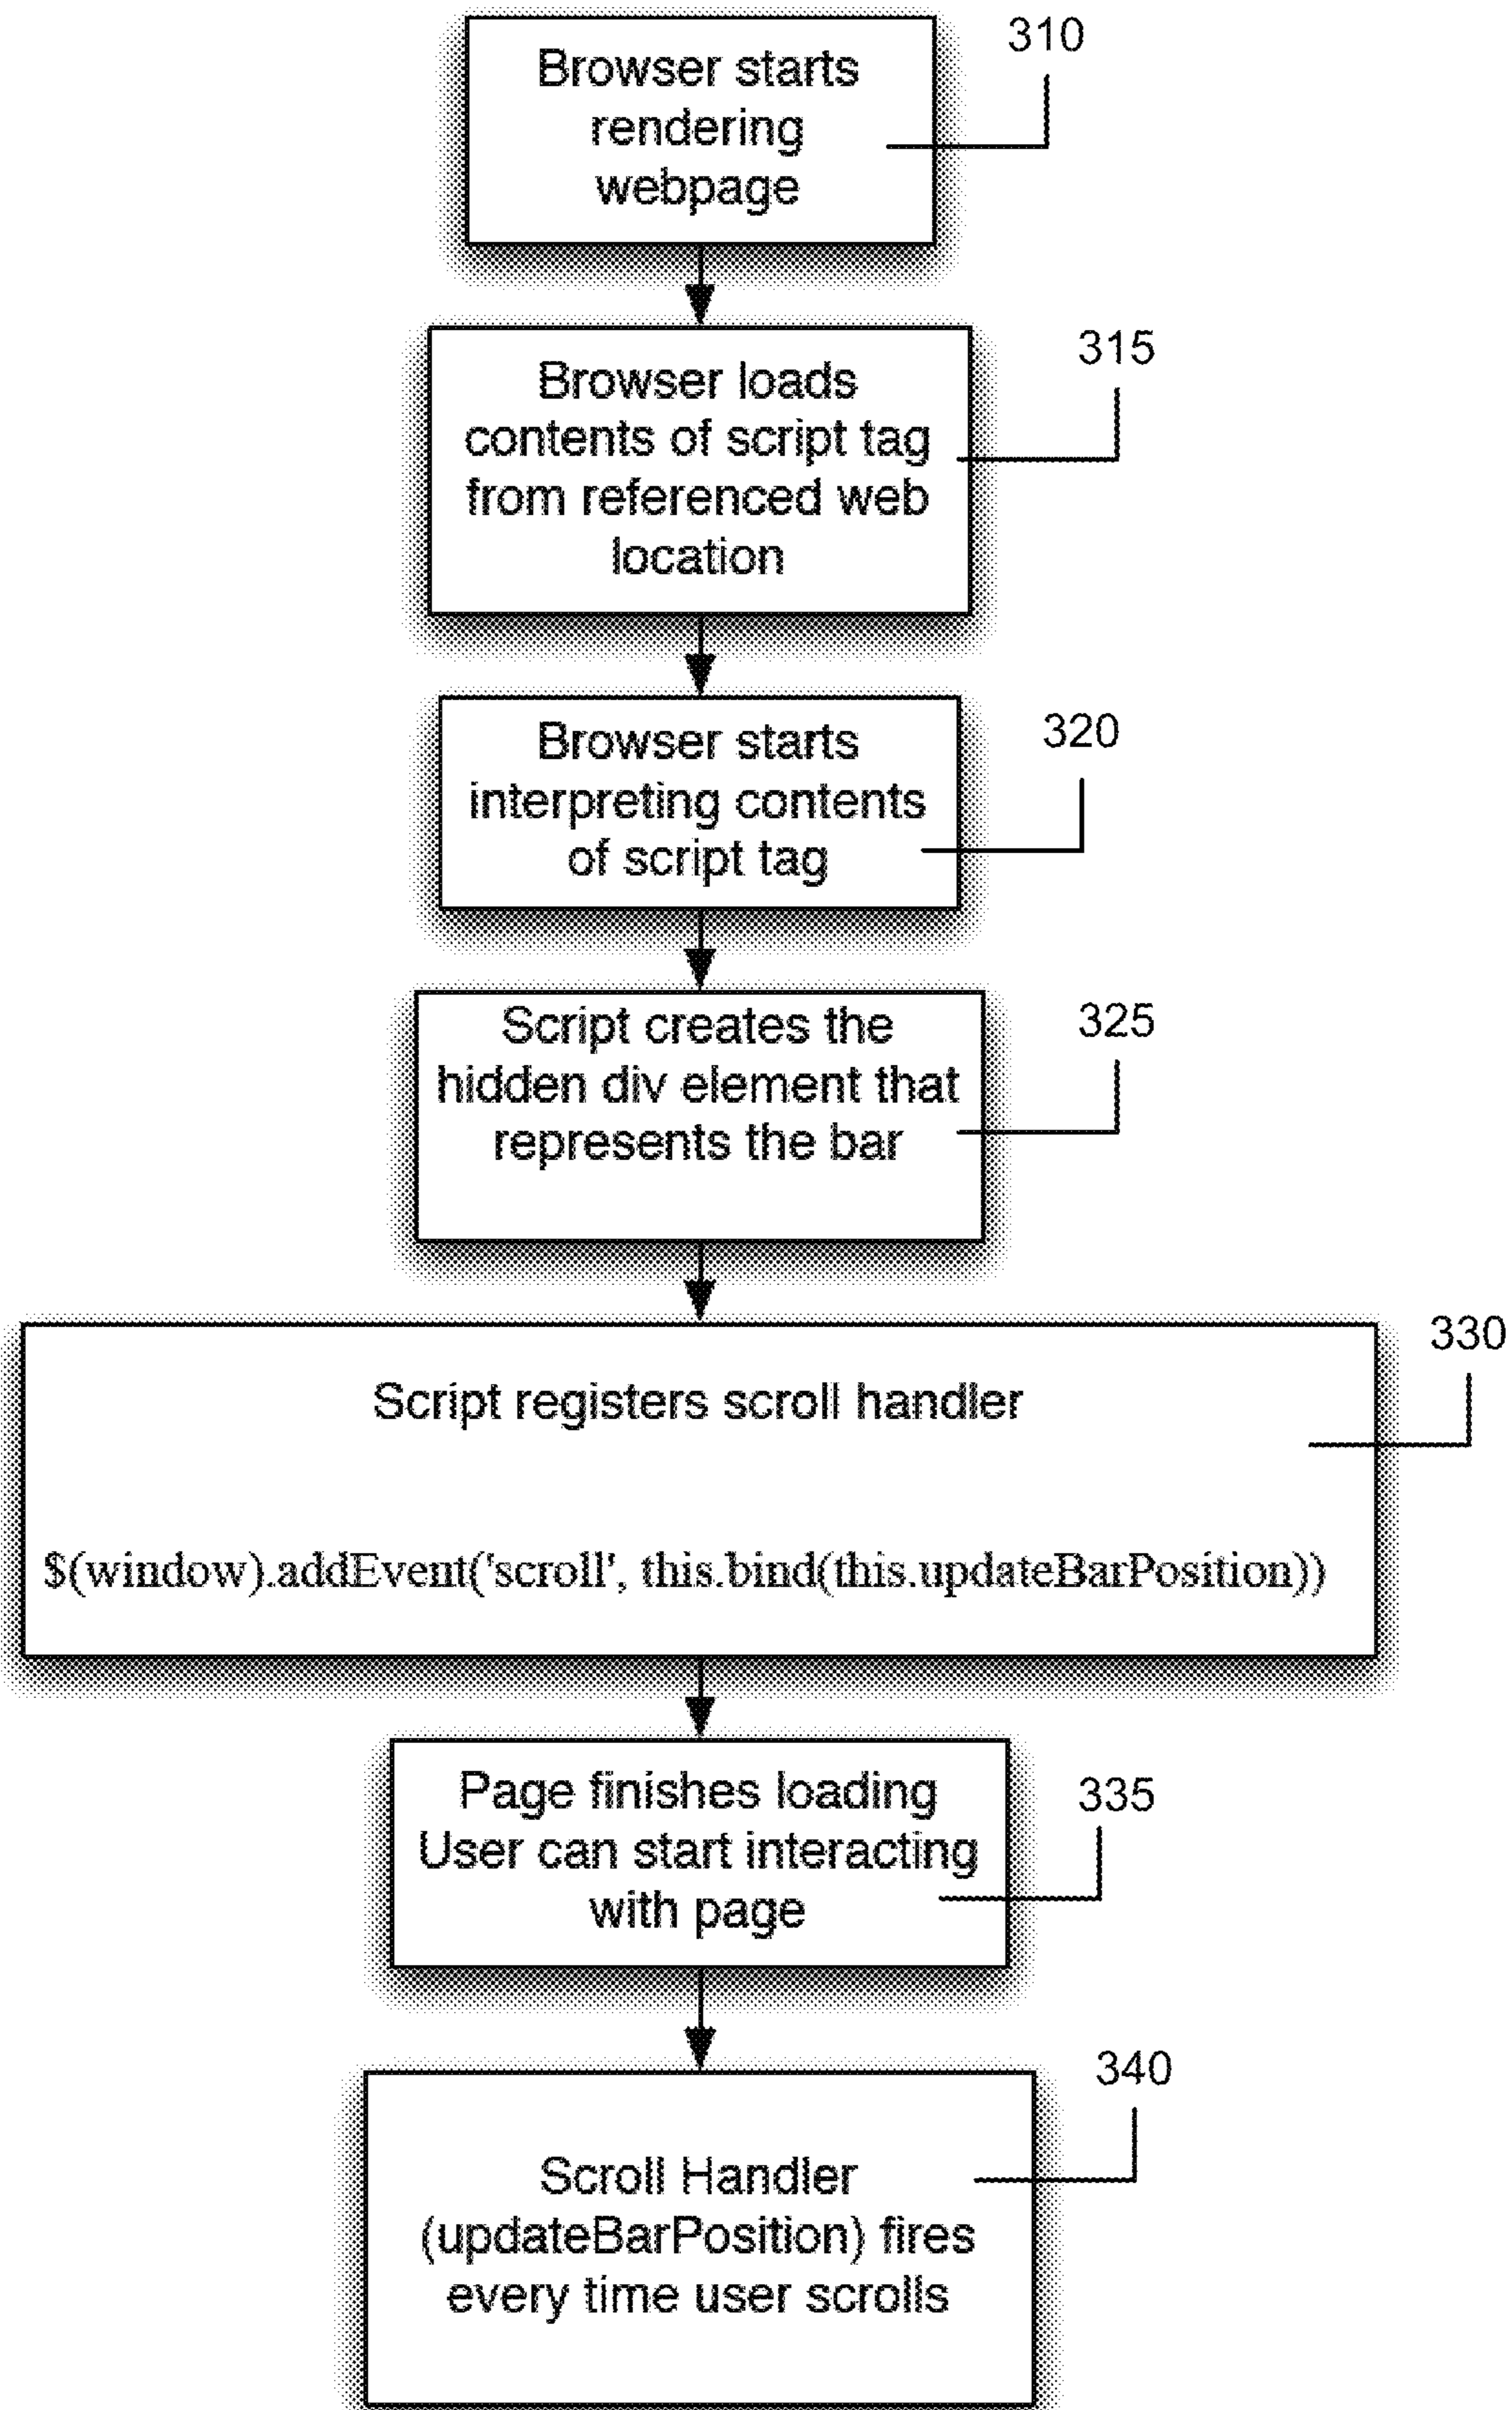 310
Browser starts
rendering
webpage
315
Browser loads
contents of script tag
from referenced web
location
320
Browser starts
interpreting contents
of script tag
325
Script creates the
hidden div element that
represents the bar
330
Script registers scroll handler
$(window).addEvent('scroll', this.bind(this.updateBarPosition))
335
Page finishes loading
User can start interacting
with page
340
Scroll Handler
(updateBarPosition) fires
every time user scrolls